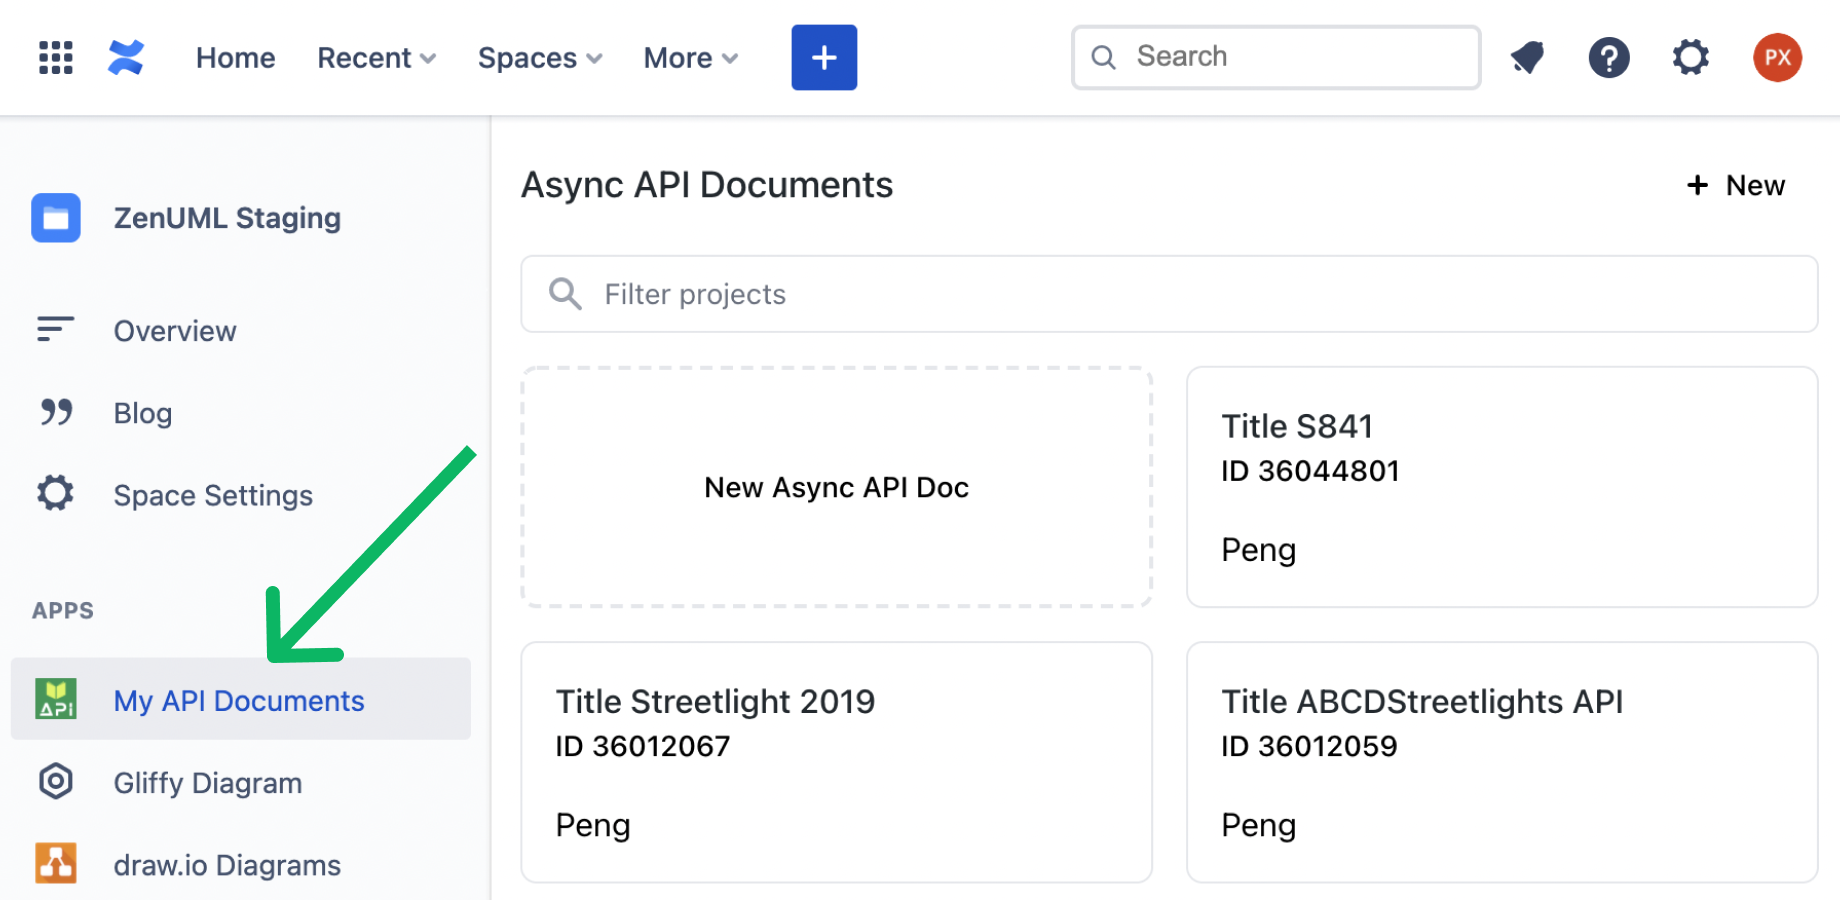 Home Recent Spaces More + Search ? PX
ZenUML Staging
Overview
Blog
Space Settings
APPS
API
My API Documents
Gliffy Diagram
draw.io Diagrams
Async API Documents
+ New
Filter projects
New Async API Doc
Title S841
ID 36044801
Peng
Title Streetlight 2019
ID 36012067
Peng
Title ABCDStreetlights API
ID 36012059
Peng